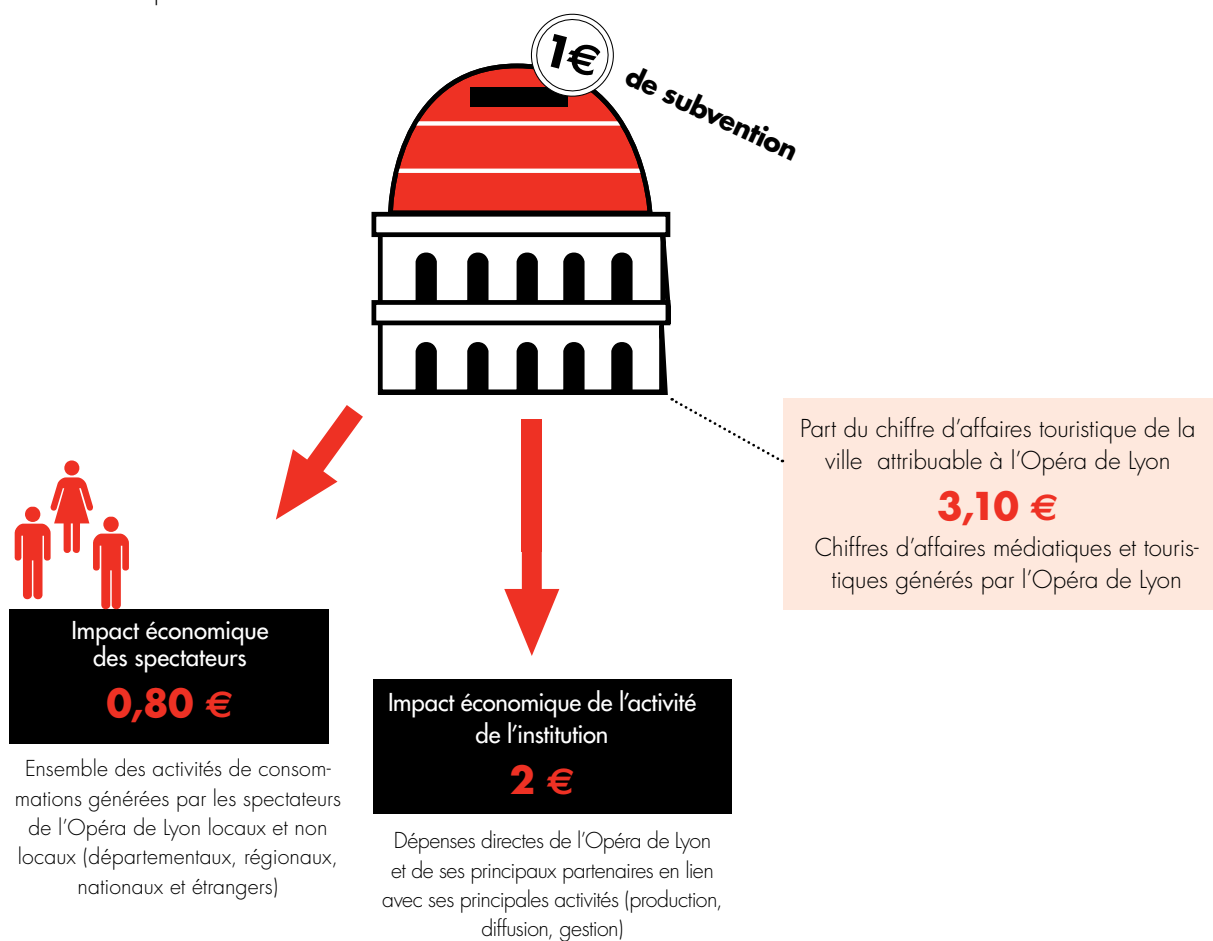 1€
de subvention
Part du chiffre d'affaires touristique de la
ville attribuable à l'Opéra de Lyon
3,10 €
Chiffres d'affaires médiatiques et touris-
tiques générés par l'Opéra de Lyon
Impact économique
des spectateurs
0,80 €
Ensemble des activités de consom-
mations générées par les spectateurs
de l'Opéra de Lyon locaux et non
locaux (départementaux, régionaux,
nationaux et étrangers)
Impact économique de l'activité
de l'institution
2 €
Dépenses directes de l'Opéra de Lyon
et de ses principaux partenaires en lien
avec ses principales activités (production,
diffusion, gestion)